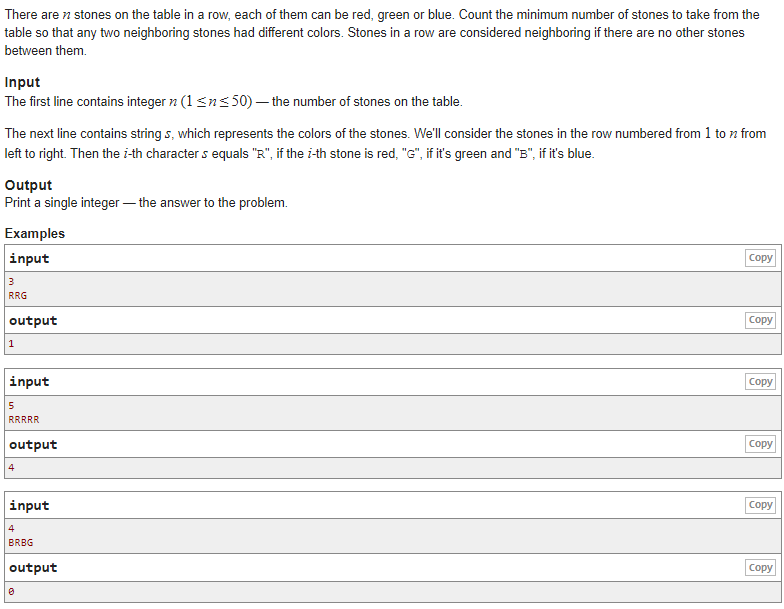 There are n stones on the table in a row, each of them can be red, green or blue. Count the minimum number of stones to take from the
table so that any two neighboring stones had different colors. Stones in a row are considered neighboring if there are no other stones
between them.
Input
The first line contains integer n (1 ≤ n ≤ 50) — the number of stones on the table.
The next line contains string s, which represents the colors of the stones. We'll consider the stones in the row numbered from 1 to n from
left to right. Then the i-th character s equals "R", if the i-th stone is red, "G", if it's green and "B", if it's blue.
Output
Print a single integer — the answer to the problem.
Examples
input Copy
3
RRG
output Copy
1
input Copy
5
RRRRR
output Copy
4
input Copy
4
BRBG
output Copy
0